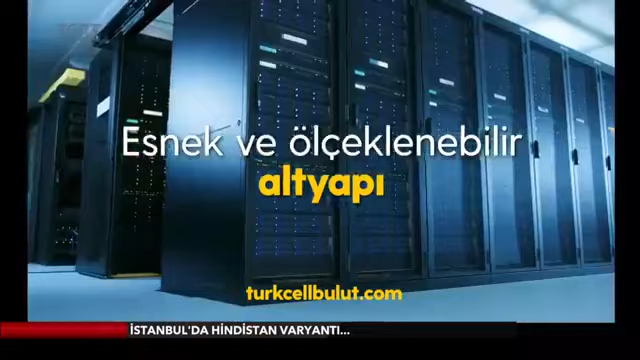 Esnek ve ölçeklenebilir
altyapı
turkcellbulut.com
İSTANBUL'DA HİNDİSTAN VARYANTI...